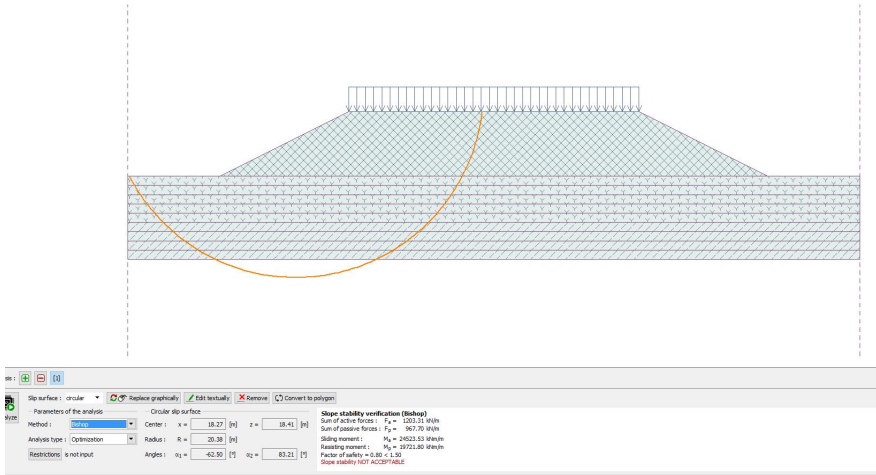 sis : [1]
Slip surface : circular Replace graphically Edit textually Remove Convert to polygon
alyze
Parameters of the analysis
Method : Bishop
Analysis type : Optimization
Restrictions is not input
Circular slip surface
Center : x = 18.27 [m] z = 18.41 [m]
Radius : R = 20.38 [m]
Angles : α1 = -62.50 [°] α2 = 83.21 [°]
Slope stability verification (Bishop)
Sum of active forces : Fa = 1203.31 kN/m
Sum of passive forces : Fp = 967.70 kN/m
Sliding moment : Ma = 24523.53 kNm/m
Resisting moment : Mp = 19721.80 kNm/m
Factor of safety = 0.80 < 1.50
Slope stability NOT ACCEPTABLE